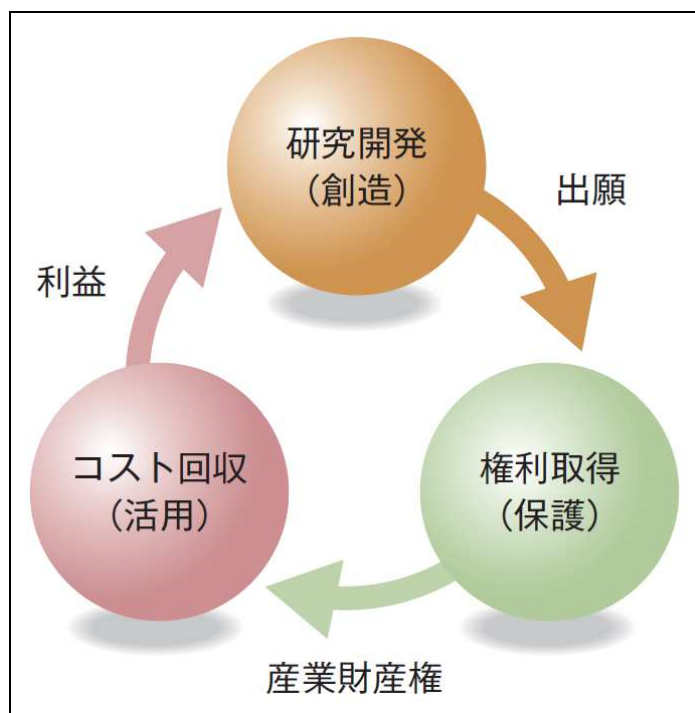 研究開発
（創造）
出願
利益
コスト回収
（活用）
権利取得
（保護）
産業財産権